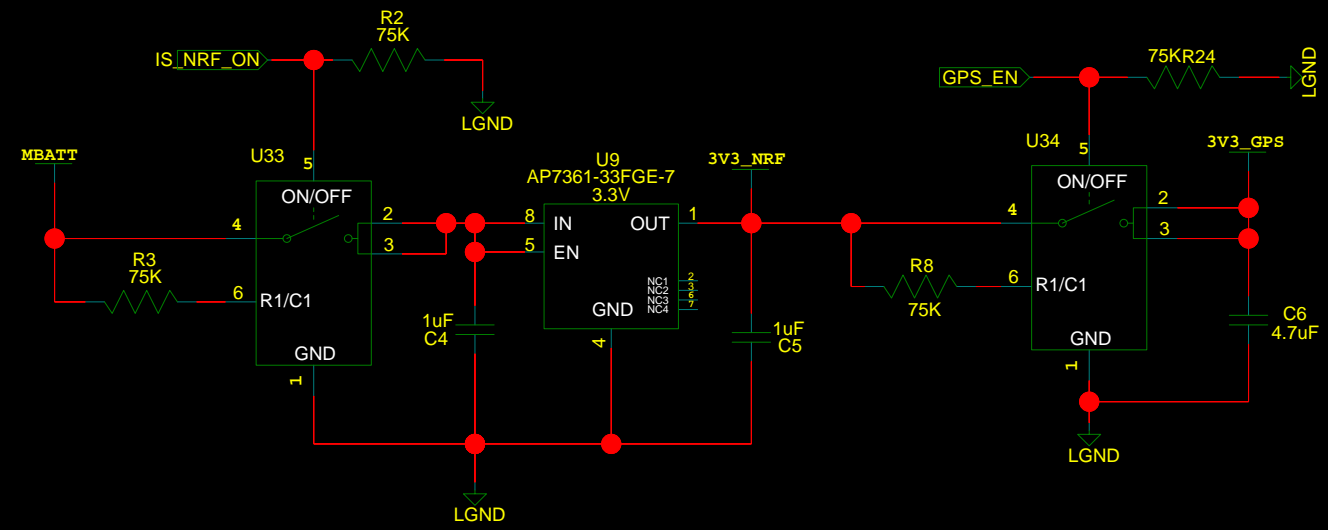 R2
75K
IS_NRF_ON
LGND
MBATT
U33
5
ON/OFF
4
2
3
R3
75K
6
R1/C1
GND
1
U9
AP7361-33FGE-7
3.3V
8
IN
OUT
1
5
EN
NC1
2
NC2
3
NC3
6
NC4
7
GND
4
1uF
C4
LGND
3V3_NRF
1uF
C5
75K
R24
LGND
GPS_EN
U34
5
ON/OFF
3V3_GPS
4
2
3
R8
75K
6
R1/C1
GND
1
C6
4.7uF
LGND